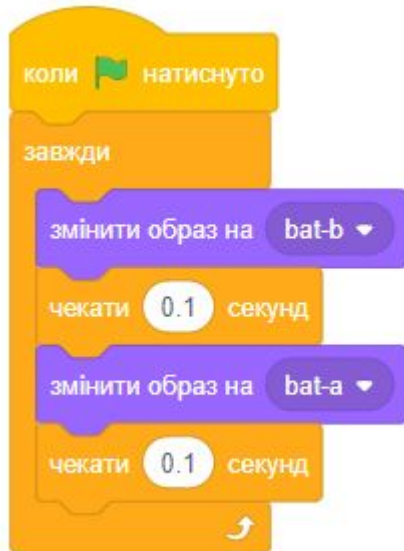 коли натиснуто
завжди
змінити образ на bat-b
чекати 0.1 секунд
змінити образ на bat-a
чекати 0.1 секунд